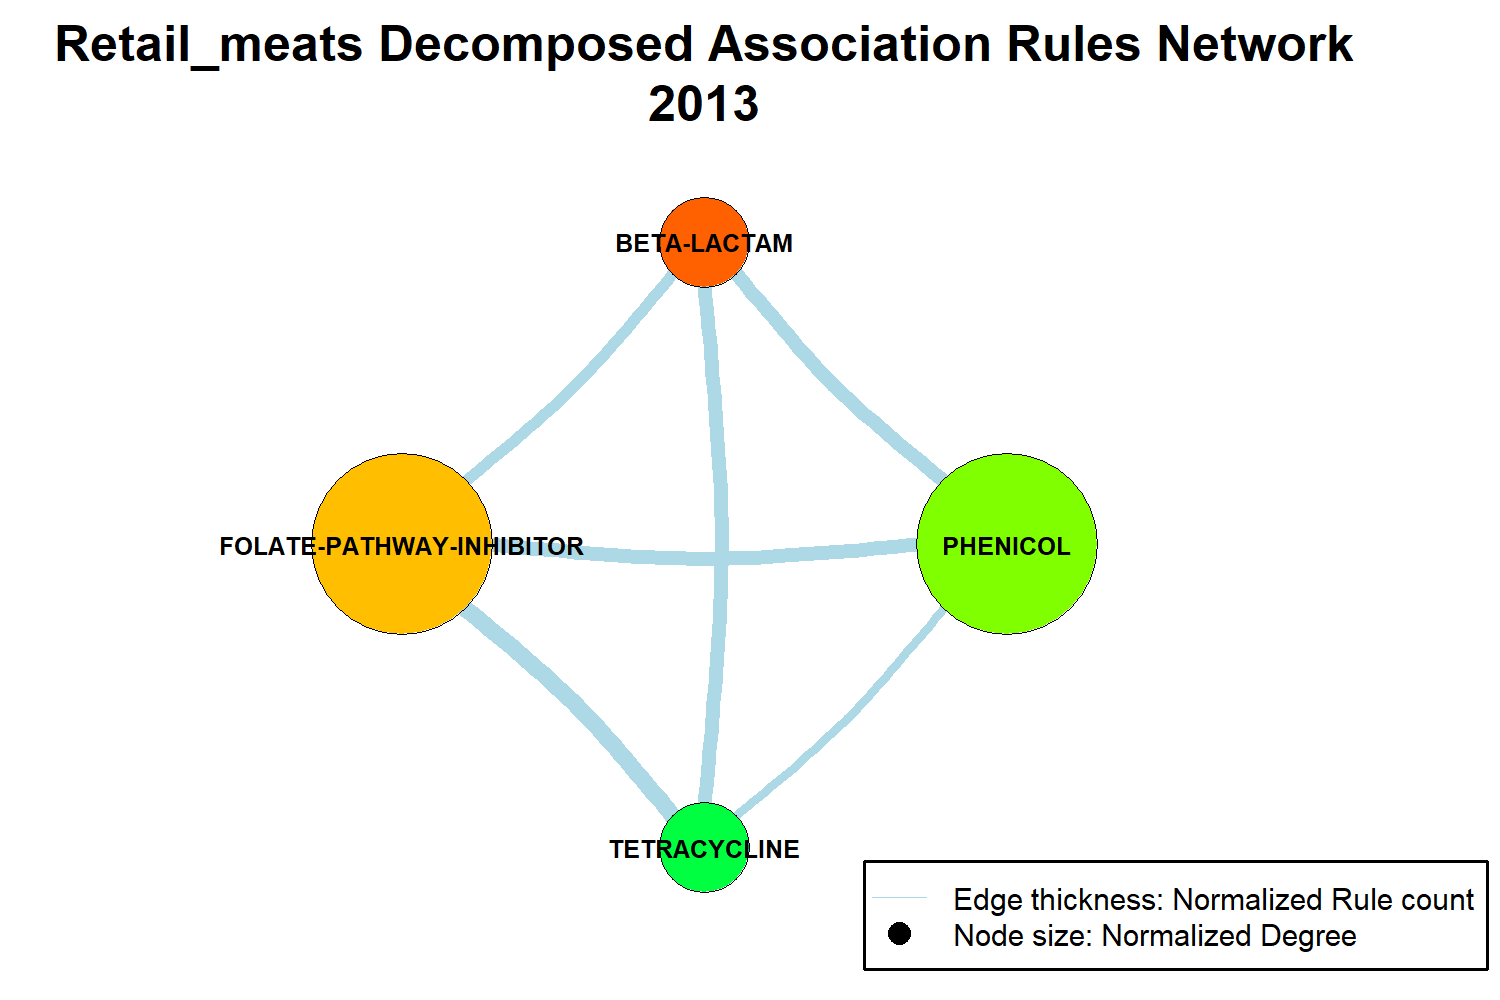 Retail_meats Decomposed Association Rules Network
2013
BETA-LACTAM
FOLATE-PATHWAY-INHIBITOR
PHENICOL
TETRACYCLINE
Edge thickness: Normalized Rule count
Node size: Normalized Degree